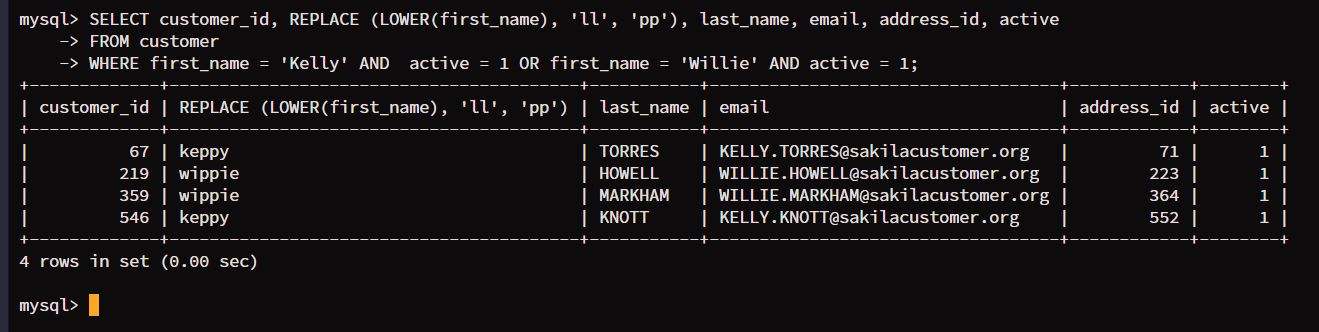 mysql> SELECT customer_id, REPLACE (LOWER(first_name), 'll', 'pp'), last_name, email, address_id, active
    -> FROM customer
    -> WHERE first_name = 'Kelly' AND  active = 1 OR first_name = 'Willie' AND active = 1;
+-------------+-----------------------------------------+-----------+-----------------------------------+------------+--------+
| customer_id | REPLACE (LOWER(first_name), 'll', 'pp') | last_name | email                             | address_id | active |
+-------------+-----------------------------------------+-----------+-----------------------------------+------------+--------+
|          67 | keppy                                   | TORRES    | KELLY.TORRES@sakilacustomer.org   |         71 |      1 |
|         219 | wippie                                  | HOWELL    | WILLIE.HOWELL@sakilacustomer.org  |        223 |      1 |
|         359 | wippie                                  | MARKHAM   | WILLIE.MARKHAM@sakilacustomer.org |        364 |      1 |
|         546 | keppy                                   | KNOTT     | KELLY.KNOTT@sakilacustomer.org    |        552 |      1 |
+-------------+-----------------------------------------+-----------+-----------------------------------+------------+--------+
4 rows in set (0.00 sec)
mysql>